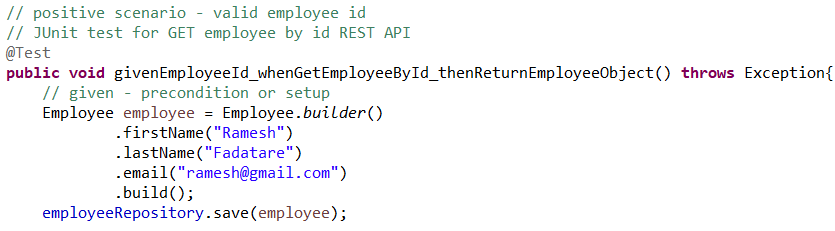 // positive scenario - valid employee id
// JUnit test for GET employee by id REST API
@Test
public void givenEmployeeId_whenGetEmployeeById_thenReturnEmployeeObject() throws Exception{
    // given - precondition or setup
    Employee employee = Employee.builder()
            .firstName("Ramesh")
            .lastName("Fadatare")
            .email("ramesh@gmail.com")
            .build();
    employeeRepository.save(employee);